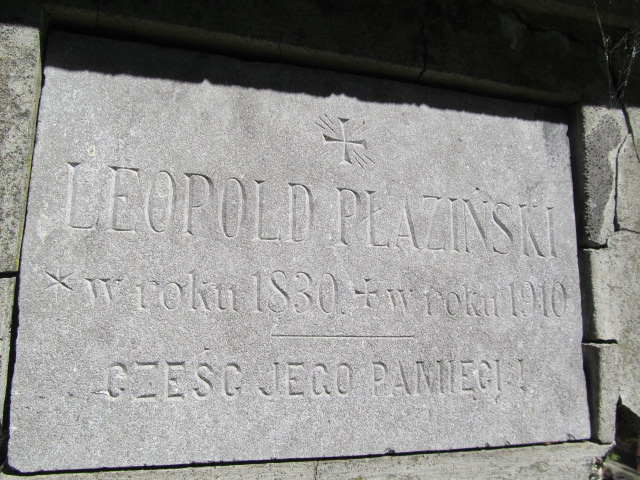 LEOPOLD PŁAZIŃSKI
* w roku 1830. + w roku 1910
CZEŚĆ JEGO PAMIĘCI !